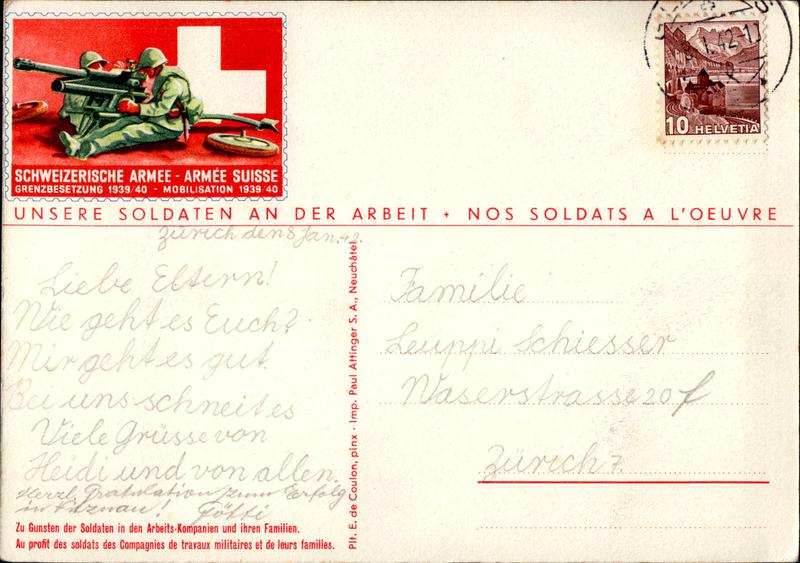 SCHWEIZERISCHE ARMEE - ARMÉE SUISSE
GRENZBESETZUNG 1939/40 - MOBILISATION 1939/40
10 HELVETIA
UNSERE SOLDATEN AN DER ARBEIT + NOS SOLDATS A L'OEUVRE
Zürich den 8 Jan. 42.
Liebe Eltern!
Wie geht es Euch?
Mir geht es gut.
Bei uns schneit es
Viele Grüsse von
Heidi und von allen.
Herzl. Gratulation zum Erfolg
in Vitznau! Götti
Zu Gunsten der Soldaten in den Arbeits-Kompanien und ihren Familien.
Au profit des soldats des Compagnies de travaux militaires et de leurs familles.
Plt. E. de Coulon, pinx - Imp. Paul Attinger S. A., Neuchâtel
Familie
Leuppi Schiesser
Waserstrasse 20 f
Zürich 7.